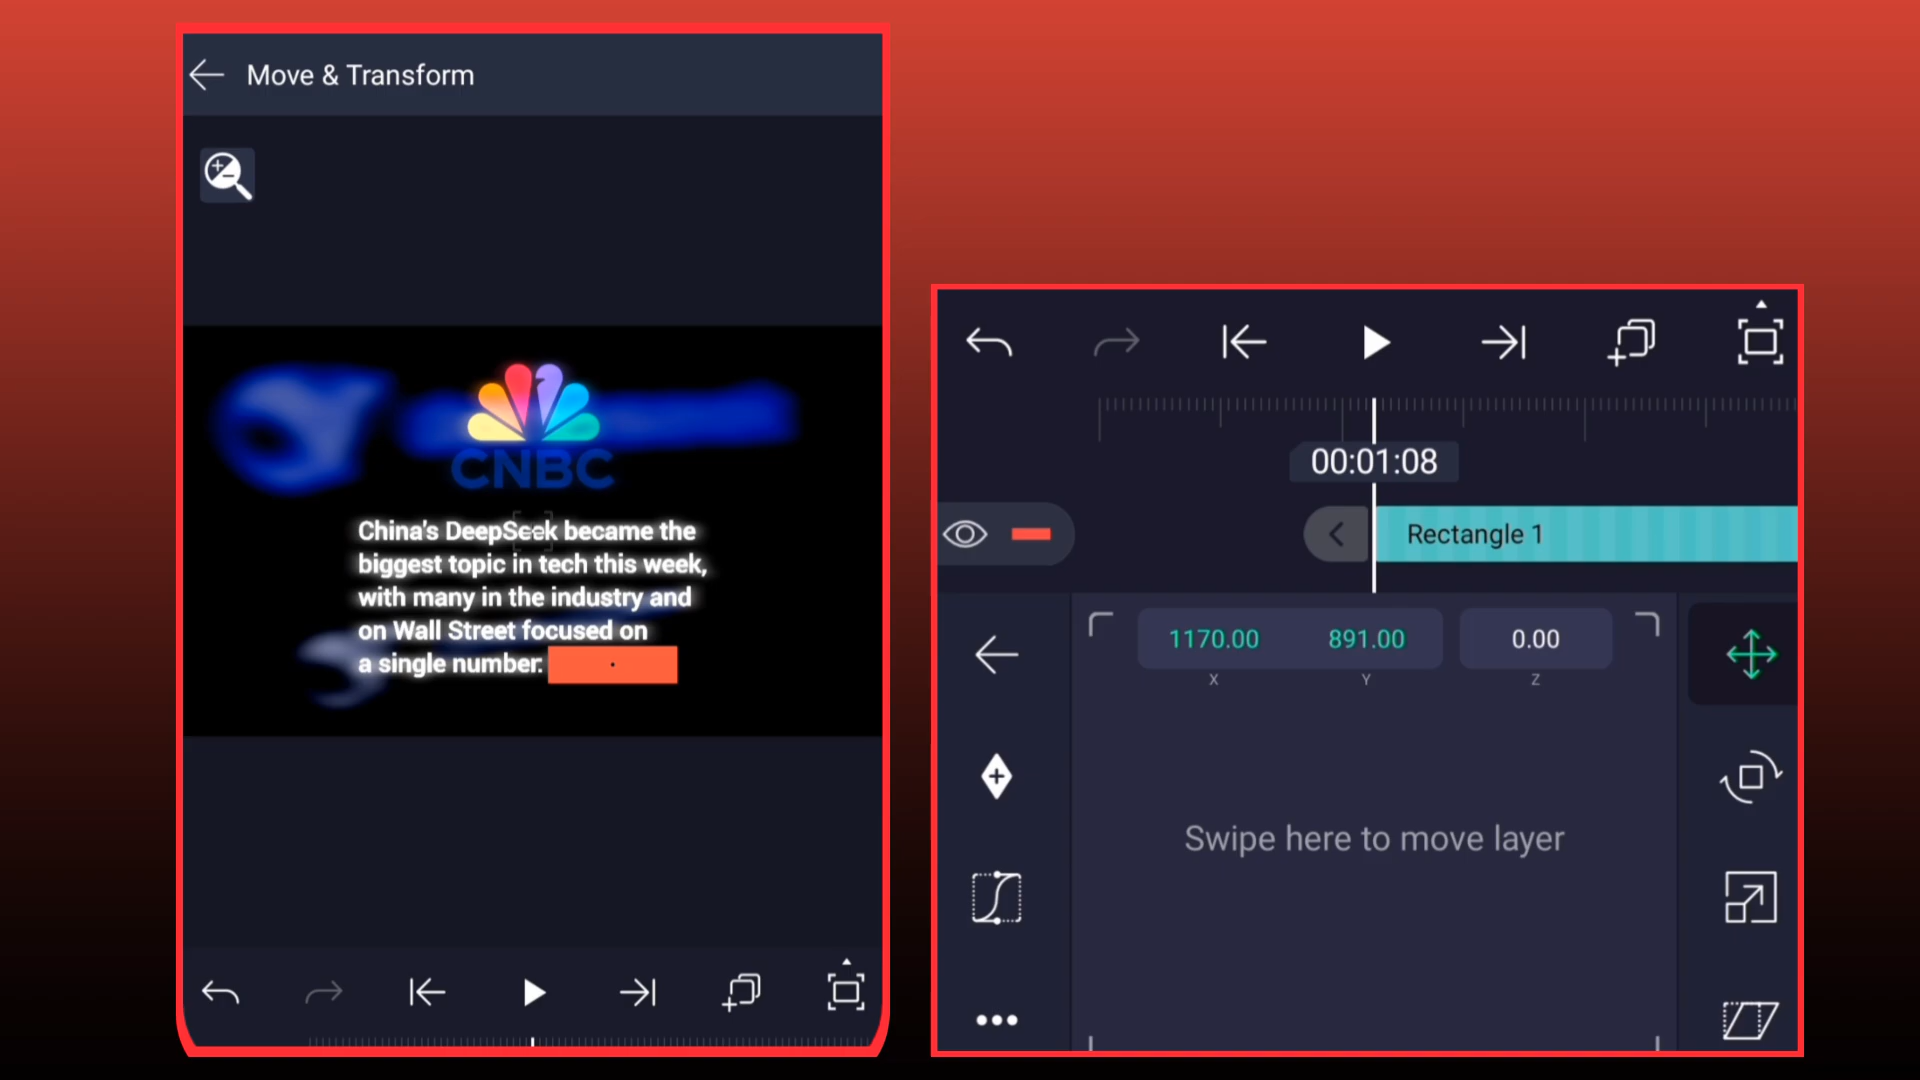 Move & Transform
CNBC
China's DeepSeek became the
biggest topic in tech this week,
with many in the industry and
on Wall Street focused on
a single number:
00:01:08
Rectangle 1
1170.00 891.00 0.00
X Y Z
Swipe here to move layer